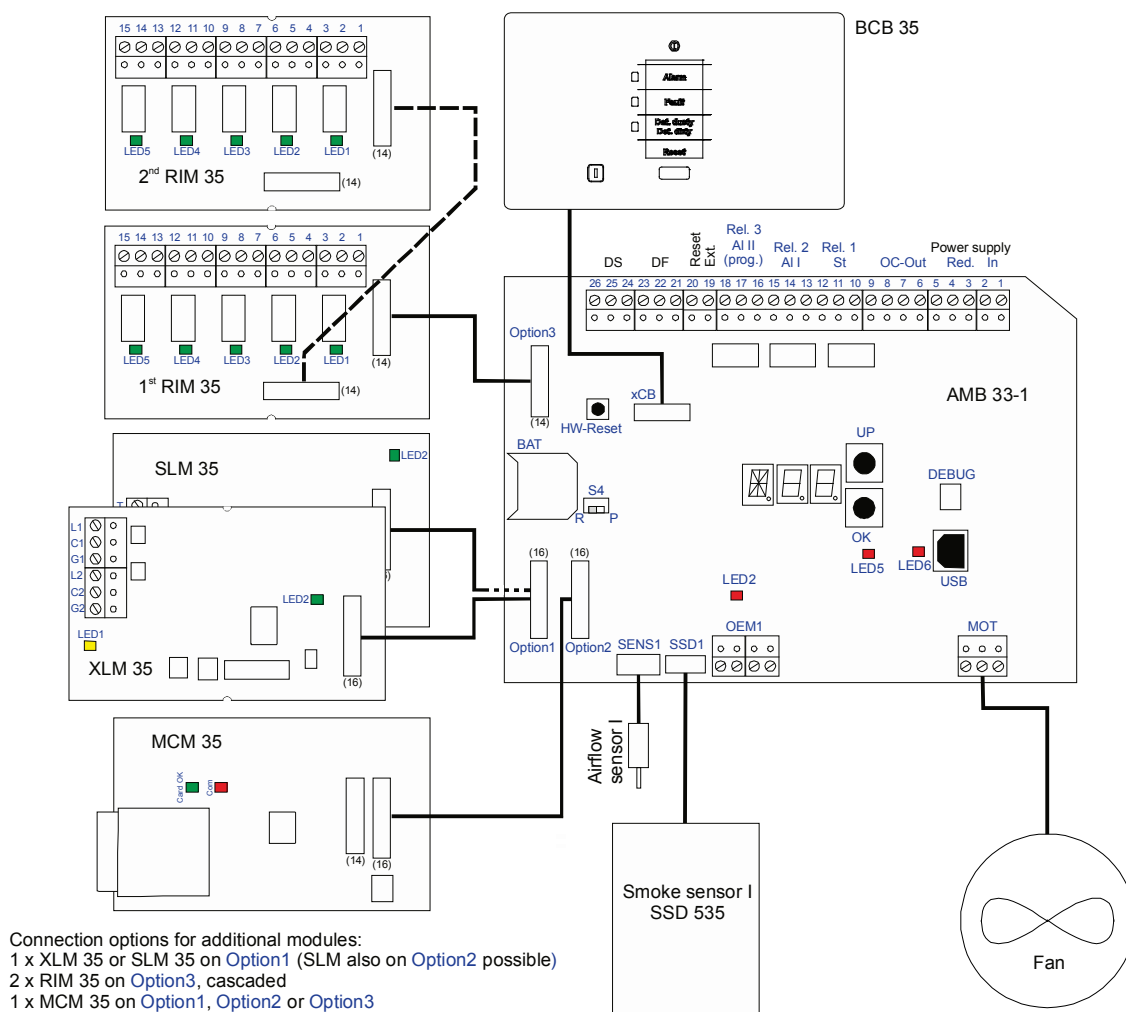 15 14 13 12 11 10 9 8 7 6 5 4 3 2 1
LED5 LED4 LED3 LED2 LED1
(14)
2nd RIM 35
(14)
BCB 35
Alarm
Fault
Det. dusty
Det. dirty
Reset
15 14 13 12 11 10 9 8 7 6 5 4 3 2 1
LED5 LED4 LED3 LED2 LED1
(14)
1st RIM 35
(14)
DS DF
Reset
Ext.
Rel. 3
Al II
(prog.)
Rel. 2
Al I
Rel. 1
St
OC-Out
Power supply
Red. In
26 25 24 23 22 21 20 19 18 17 16 15 14 13 12 11 10 9 8 7 6 5 4 3 2 1
Option3
(14)
xCB
HW-Reset
AMB 33-1
BAT
S4
R P
UP
OK
DEBUG
LED5
LED6
USB
LED2
(16) (16)
Option1 Option2
SENS1 SSD1
OEM1
MOT
SLM 35
LED2
L1
C1
G1
L2
C2
G2
LED2
LED1
XLM 35
(16)
MCM 35
Card OK
Com
(14)
(16)
Airflow
sensor I
Smoke sensor I
SSD 535
Fan
Connection options for additional modules:
1 x XLM 35 or SLM 35 on Option1 (SLM also on Option2 possible)
2 x RIM 35 on Option3, cascaded
1 x MCM 35 on Option1, Option2 or Option3